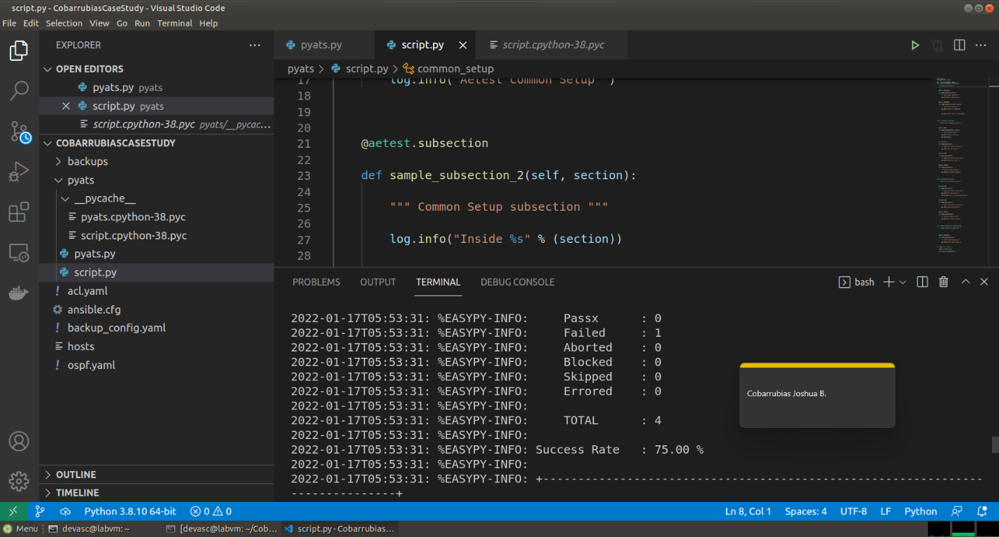 script.py - CobarrubiasCaseStudy - Visual Studio Code
File Edit Selection View Go Run Terminal Help
EXPLORER
OPEN EDITORS
pyats.py pyats
script.py pyats
script.cpython-38.pyc pyats/__pycac...
COBARRUBIASCASESTUDY
backups
pyats
__pycache__
pyats.cpython-38.pyc
script.cpython-38.pyc
pyats.py
script.py
acl.yaml
ansible.cfg
backup_config.yaml
hosts
ospf.yaml
OUTLINE
TIMELINE
pyats.py script.py script.cpython-38.pyc
pyats > script.py > common_setup
17 log.info("Aetest Common Setup ")
18
19
20
21 @aetest.subsection
22
23 def sample_subsection_2(self, section):
24
25 """ Common Setup subsection """
26
27 log.info("Inside %s" % (section))
28
PROBLEMS OUTPUT TERMINAL DEBUG CONSOLE bash
2022-01-17T05:53:31: %EASYPY-INFO: Passx : 0
2022-01-17T05:53:31: %EASYPY-INFO: Failed : 1
2022-01-17T05:53:31: %EASYPY-INFO: Aborted : 0
2022-01-17T05:53:31: %EASYPY-INFO: Blocked : 0
2022-01-17T05:53:31: %EASYPY-INFO: Skipped : 0
2022-01-17T05:53:31: %EASYPY-INFO: Errored : 0
2022-01-17T05:53:31: %EASYPY-INFO:
2022-01-17T05:53:31: %EASYPY-INFO: TOTAL : 4
2022-01-17T05:53:31: %EASYPY-INFO:
2022-01-17T05:53:31: %EASYPY-INFO: Success Rate : 75.00 %
2022-01-17T05:53:31: %EASYPY-INFO:
2022-01-17T05:53:31: %EASYPY-INFO: +---------------------------------------------------------------
---------------+
Cobarrubias Joshua B.
Python 3.8.10 64-bit 0 0 Ln 8, Col 1 Spaces: 4 UTF-8 LF Python
Menu devasc@labvm: ~ [devasc@labvm: ~/Cob... script.py - Cobarrubias...